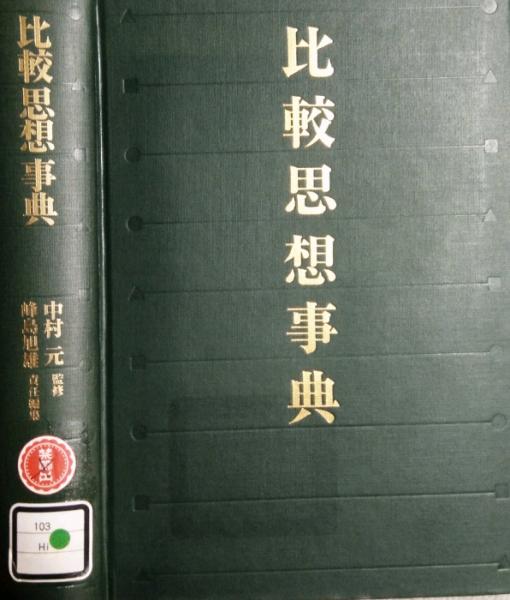 比較思想事典
中村元 監修
峰島旭雄 責任編集
103
Hi
比較思想事典